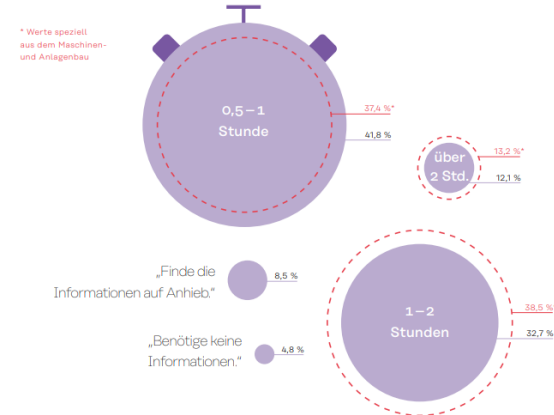 * Werte speziell
aus dem Maschinen-
und Anlagenbau
0,5–1
Stunde
37,4 %*
41,8 %
über
2 Std.
13,2 %*
12,1 %
„Finde die
Informationen auf Anhieb.“
8,5 %
1–2
Stunden
38,5 %
32,7 %
„Benötige keine
Informationen.“
4,8 %